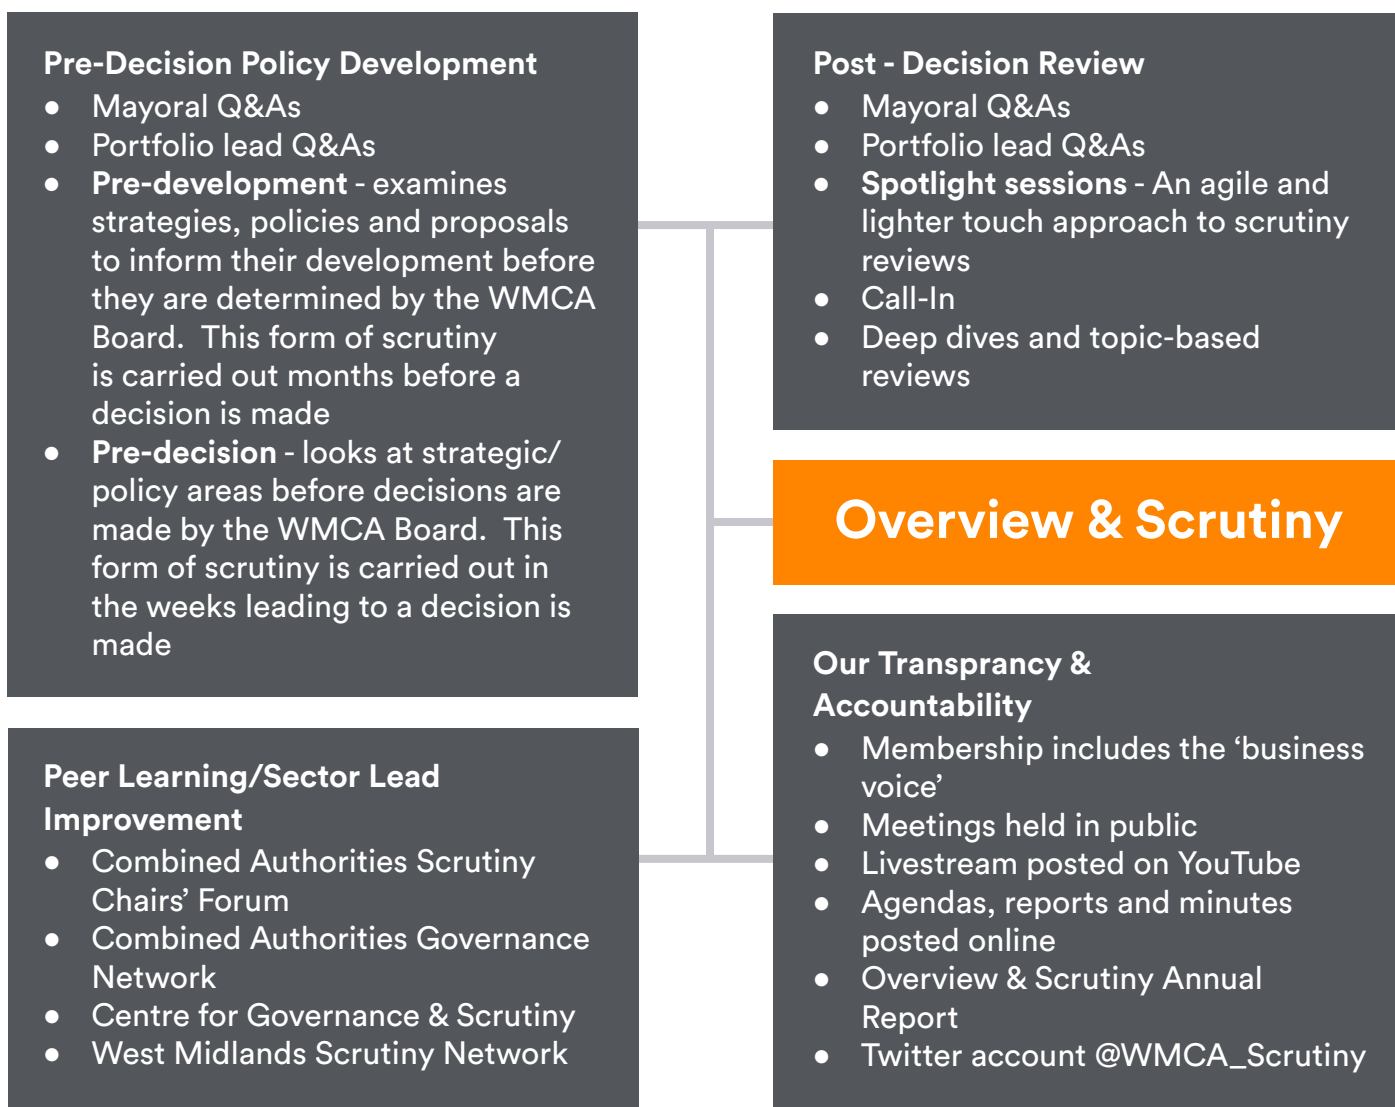 Pre-Decision Policy Development
● Mayoral Q&As
● Portfolio lead Q&As
● Pre-development - examines
strategies, policies and proposals
to inform their development before
they are determined by the WMCA
Board.  This form of scrutiny
is carried out months before a
decision is made
● Pre-decision - looks at strategic/
policy areas before decisions are
made by the WMCA Board.  This
form of scrutiny is carried out in
the weeks leading to a decision is
made
Post - Decision Review
● Mayoral Q&As
● Portfolio lead Q&As
● Spotlight sessions - An agile and
lighter touch approach to scrutiny
reviews
● Call-In
● Deep dives and topic-based
reviews
Overview & Scrutiny
Peer Learning/Sector Lead
Improvement
● Combined Authorities Scrutiny
Chairs’ Forum
● Combined Authorities Governance
Network
● Centre for Governance & Scrutiny
● West Midlands Scrutiny Network
Our Transprancy &
Accountability
● Membership includes the ‘business
voice’
● Meetings held in public
● Livestream posted on YouTube
● Agendas, reports and minutes
posted online
● Overview & Scrutiny Annual
Report
● Twitter account @WMCA_Scrutiny